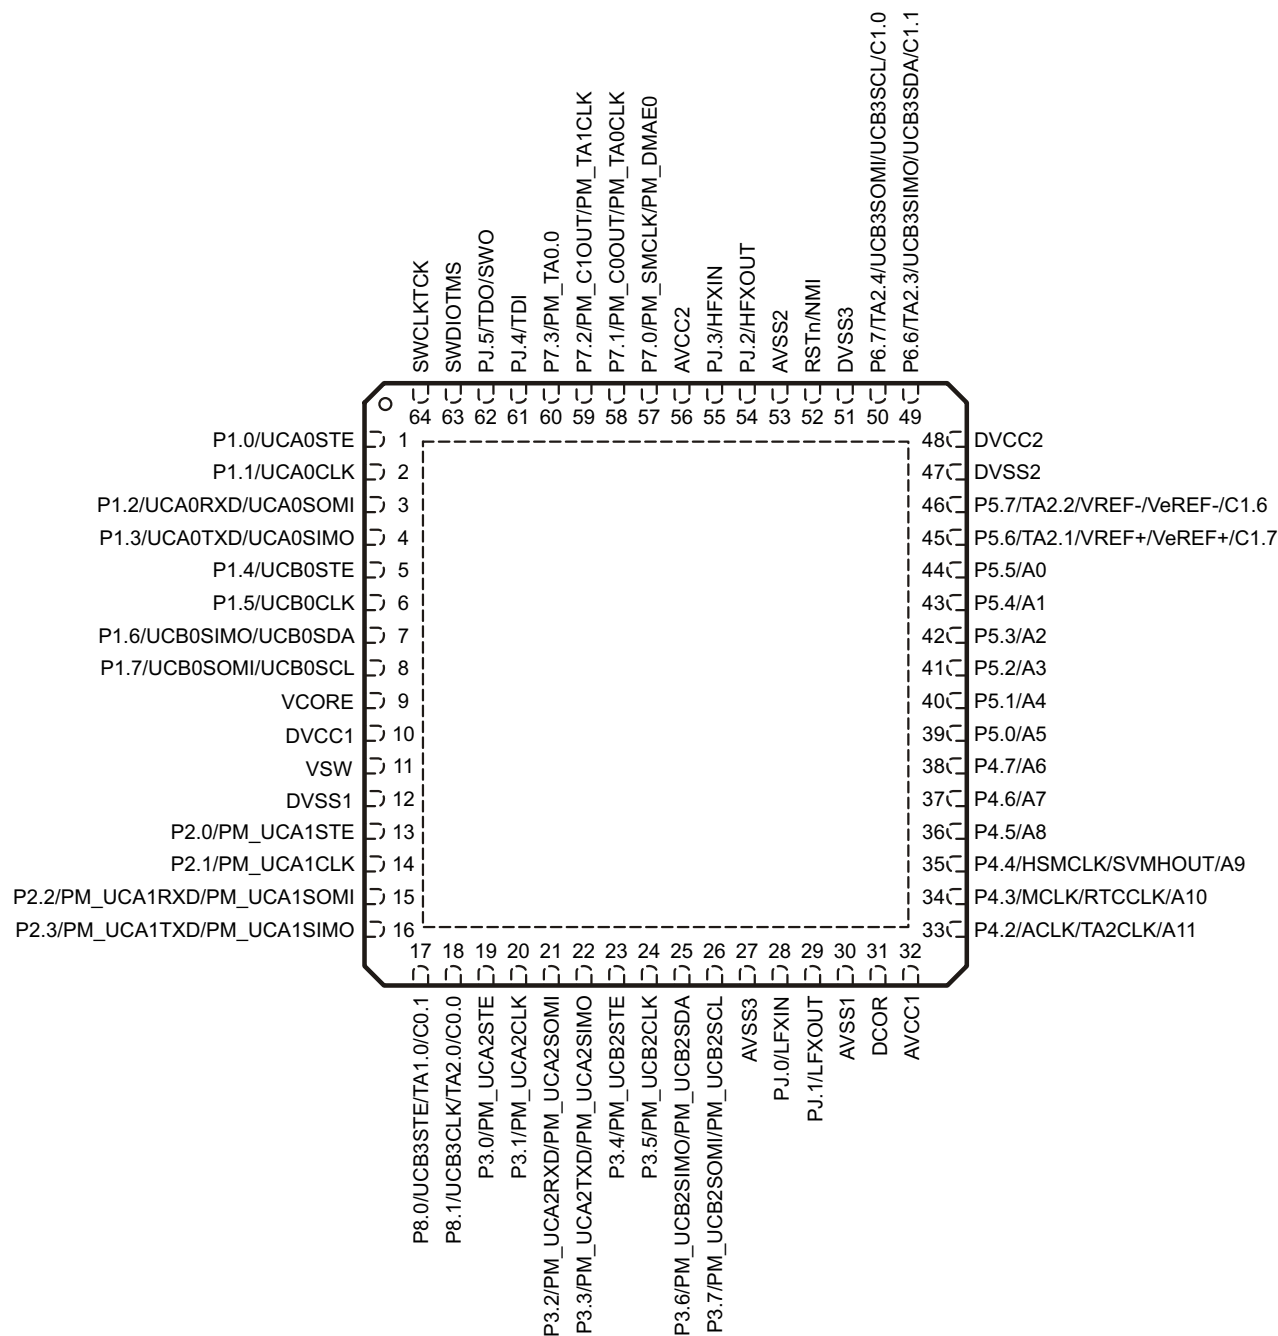 P6.7/TA2.4/UCB3SOMI/UCB3SCL/C1.0
P6.6/TA2.3/UCB3SIMO/UCB3SDA/C1.1
SWCLKTCK
SWDIOTMS
PJ.5/TDO/SWO
PJ.4/TDI
P7.3/PM_TA0.0
P7.2/PM_C1OUT/PM_TA1CLK
P7.1/PM_C0OUT/PM_TA0CLK
P7.0/PM_SMCLK/PM_DMAE0
AVCC2
PJ.3/HFXIN
PJ.2/HFXOUT
AVSS2
RSTn/NMI
DVSS3
64 63 62 61 60 59 58 57 56 55 54 53 52 51 50 49
P1.0/UCA0STE 1 48 DVCC2
P1.1/UCA0CLK 2 47 DVSS2
P1.2/UCA0RXD/UCA0SOMI 3 46 P5.7/TA2.2/VREF-/VeREF-/C1.6
P1.3/UCA0TXD/UCA0SIMO 4 45 P5.6/TA2.1/VREF+/VeREF+/C1.7
P1.4/UCB0STE 5 44 P5.5/A0
P1.5/UCB0CLK 6 43 P5.4/A1
P1.6/UCB0SIMO/UCB0SDA 7 42 P5.3/A2
P1.7/UCB0SOMI/UCB0SCL 8 41 P5.2/A3
VCORE 9 40 P5.1/A4
DVCC1 10 39 P5.0/A5
VSW 11 38 P4.7/A6
DVSS1 12 37 P4.6/A7
P2.0/PM_UCA1STE 13 36 P4.5/A8
P2.1/PM_UCA1CLK 14 35 P4.4/HSMCLK/SVMHOUT/A9
P2.2/PM_UCA1RXD/PM_UCA1SOMI 15 34 P4.3/MCLK/RTCCLK/A10
P2.3/PM_UCA1TXD/PM_UCA1SIMO 16 33 P4.2/ACLK/TA2CLK/A11
17 18 19 20 21 22 23 24 25 26 27 28 29 30 31 32
P8.0/UCB3STE/TA1.0/C0.1
P8.1/UCB3CLK/TA2.0/C0.0
P3.0/PM_UCA2STE
P3.1/PM_UCA2CLK
P3.2/PM_UCA2RXD/PM_UCA2SOMI
P3.3/PM_UCA2TXD/PM_UCA2SIMO
P3.4/PM_UCB2STE
P3.5/PM_UCB2CLK
P3.6/PM_UCB2SIMO/PM_UCB2SDA
P3.7/PM_UCB2SOMI/PM_UCB2SCL
AVSS3
PJ.0/LFXIN
PJ.1/LFXOUT
AVSS1
DCOR
AVCC1